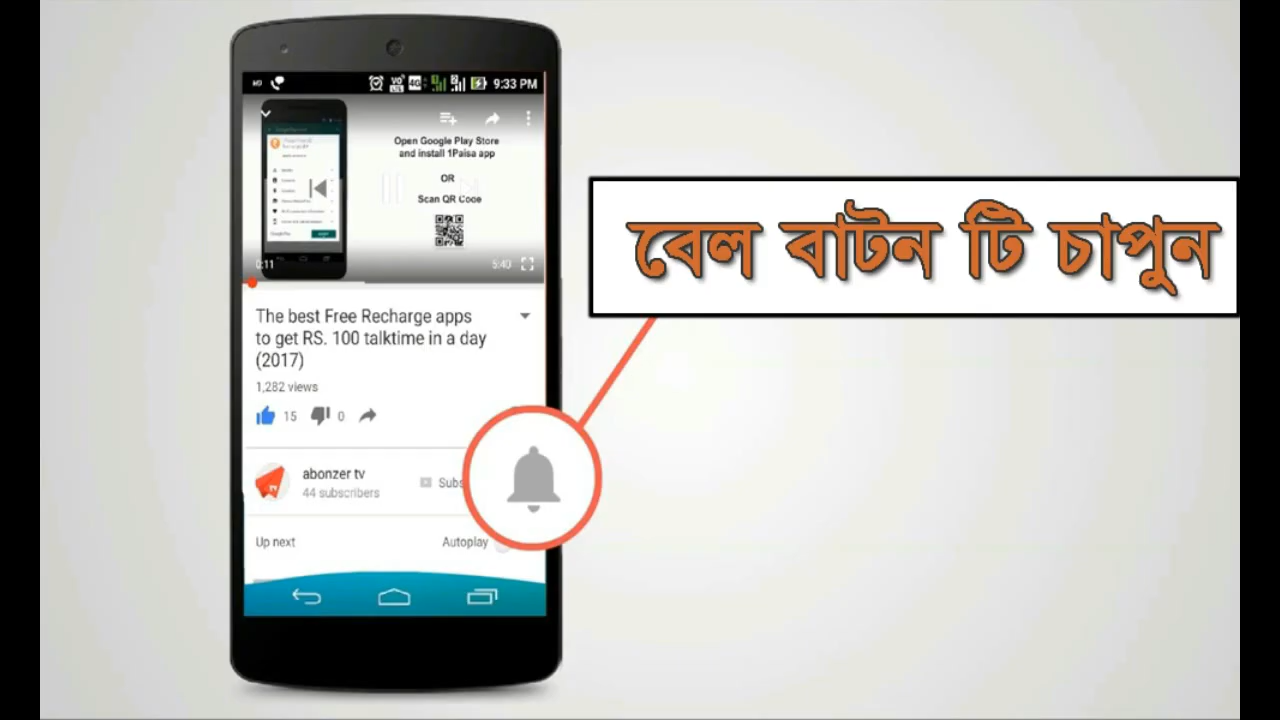 9:33 PM
Open Google Play Store
and install 1Paisa app
OR
Scan QR Code
0:11
5:40
The best Free Recharge apps
to get RS. 100 talktime in a day
(2017)
1,282 views
15
0
abonzer tv
44 subscribers
Subs
Up next
Autoplay
বেল বাটন টি চাপুন